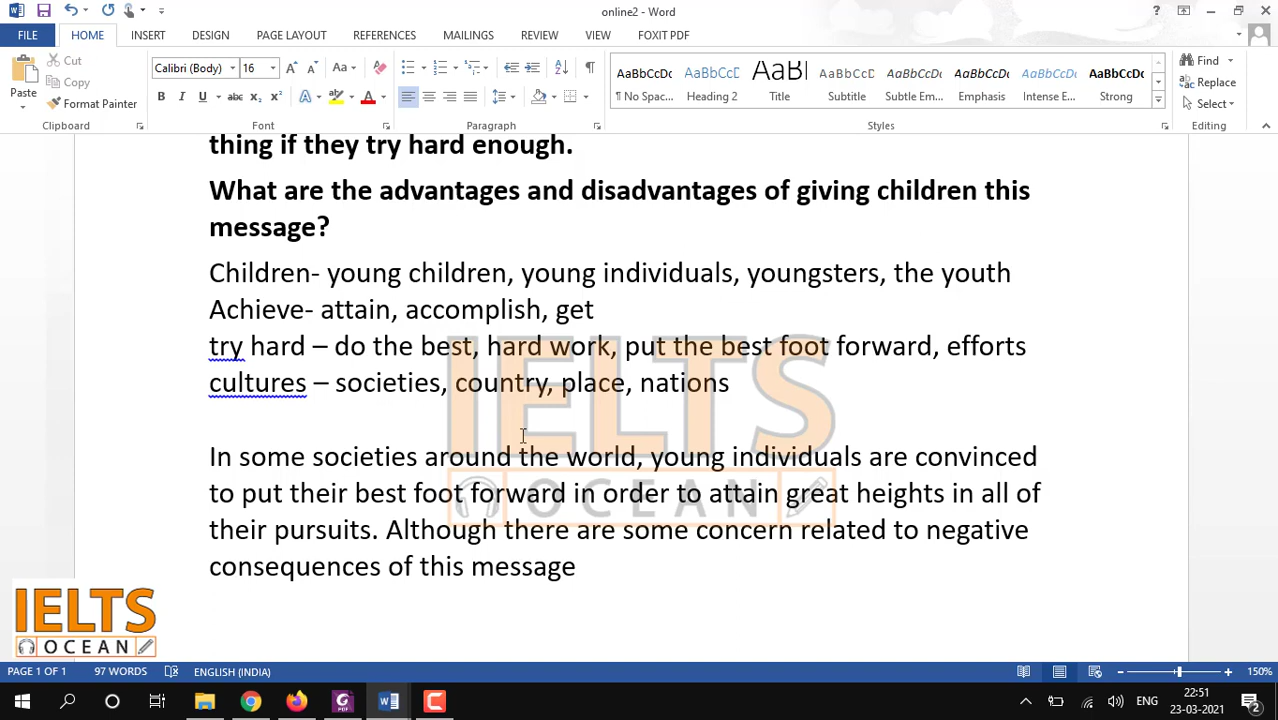 online2 - Word
FILE HOME INSERT DESIGN PAGE LAYOUT REFERENCES MAILINGS REVIEW VIEW FOXIT PDF
Cut
Copy
Format Painter
Paste
Clipboard
Calibri (Body) 16
Font
Paragraph
AaBbCcDc AaBbCcDc AaBl AaBbCcDc AaBbCcDc AaBbCcDc AaBbCcDc AaBbCcDc
¶ No Spac... Heading 2 Title Subtitle Subtle Em... Emphasis Intense E... Strong
Styles
Find
Replace
Select
Editing
thing if they try hard enough.
What are the advantages and disadvantages of giving children this
message?
Children- young children, young individuals, youngsters, the youth
Achieve- attain, accomplish, get
try hard – do the best, hard work, put the best foot forward, efforts
cultures – societies, country, place, nations
In some societies around the world, young individuals are convinced
to put their best foot forward in order to attain great heights in all of
their pursuits. Although there are some concern related to negative
consequences of this message
IELTS
OCEAN
IELTS
OCEAN
PAGE 1 OF 1 97 WORDS ENGLISH (INDIA) 150%
ENG
22:51
23-03-2021
2